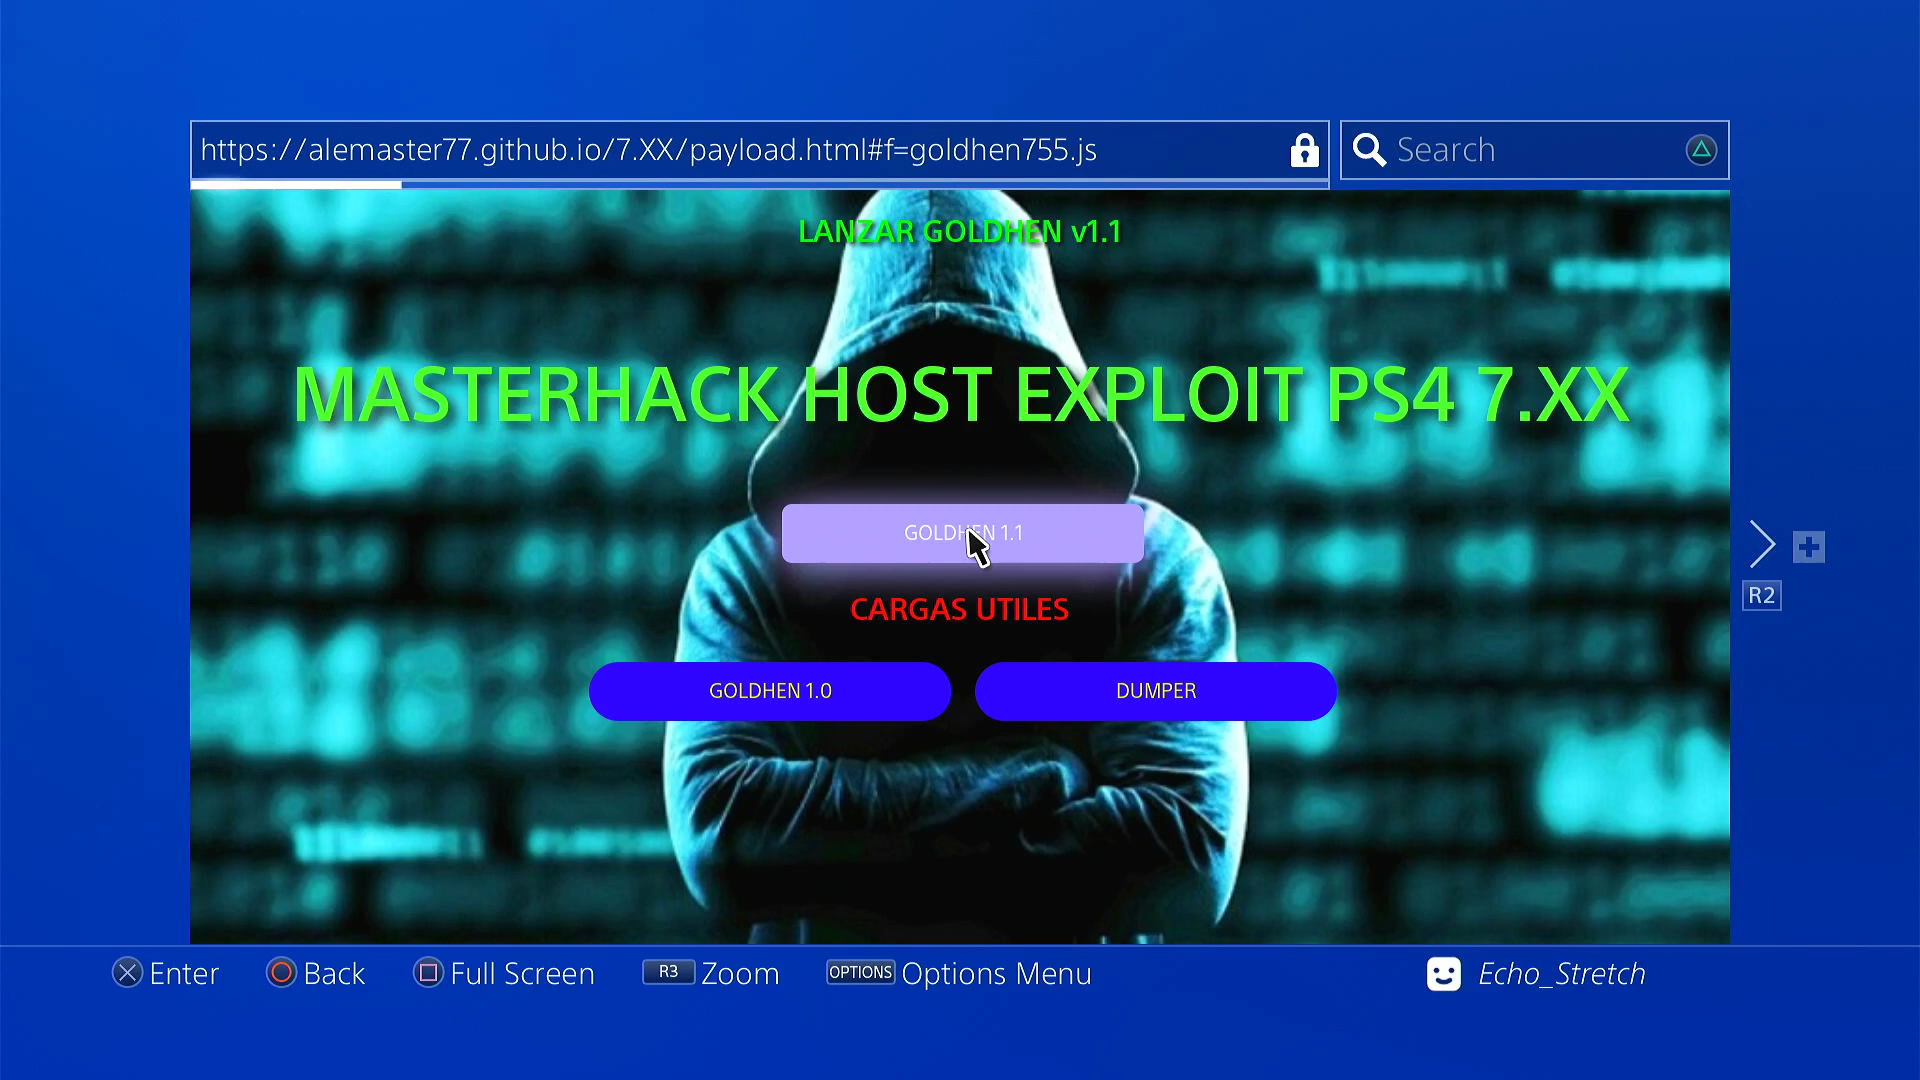 https://alemaster77.github.io/7.XX/payload.html#f=goldhen755.js
Search
LANZAR GOLDHEN v1.1
MASTERHACK HOST EXPLOIT PS4 7.XX
GOLDHEN 1.1
CARGAS UTILES
GOLDHEN 1.0
DUMPER
R2
Enter
Back
Full Screen
R3 Zoom
OPTIONS Options Menu
Echo_Stretch